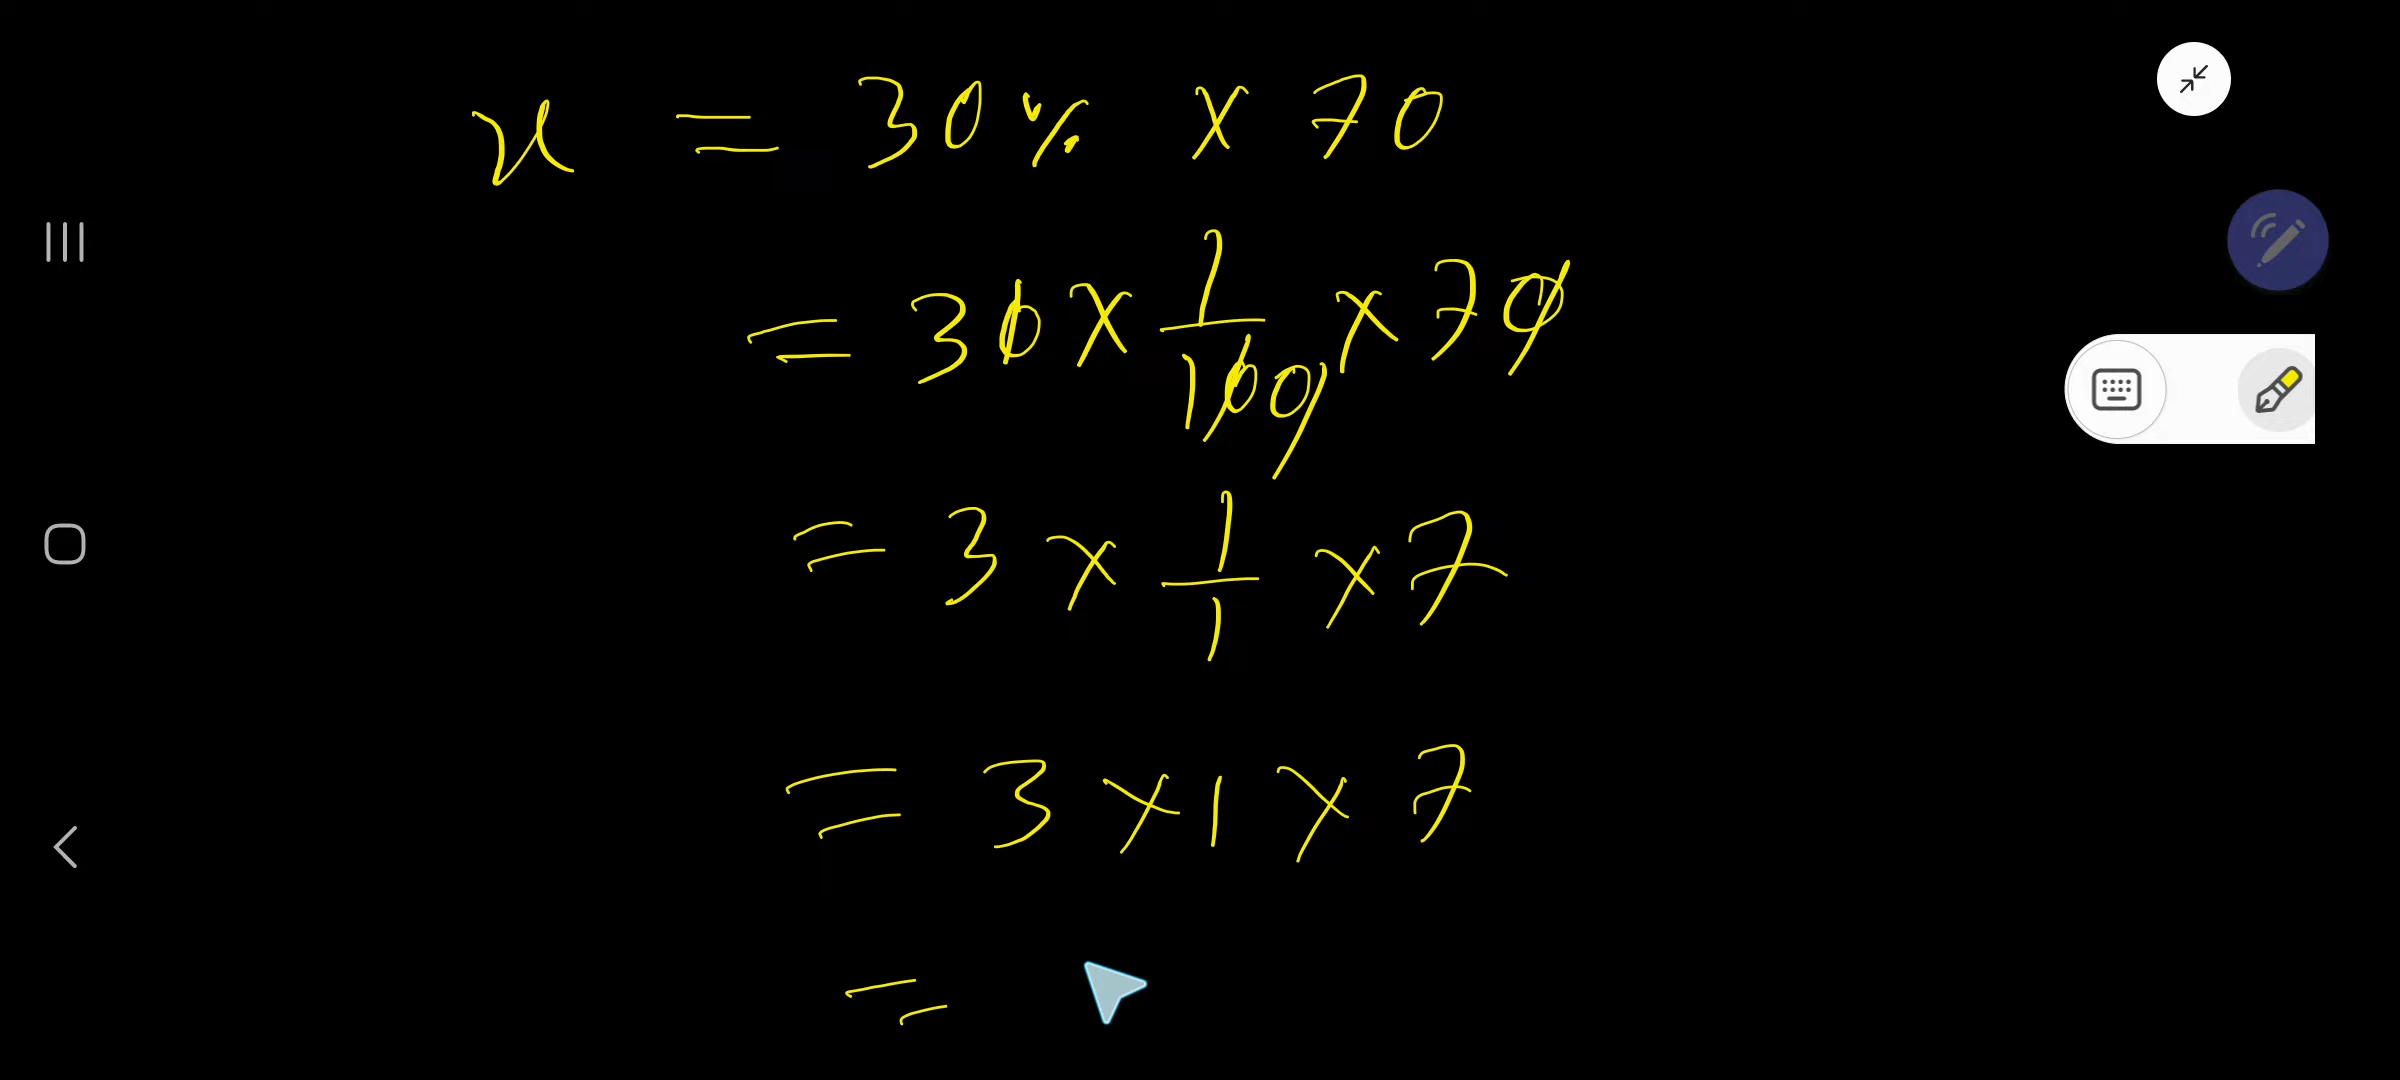 x = 30% × 70
= 30 × 1/100 × 70
= 3 × 1/1 × 7
= 3 × 1 × 7
=